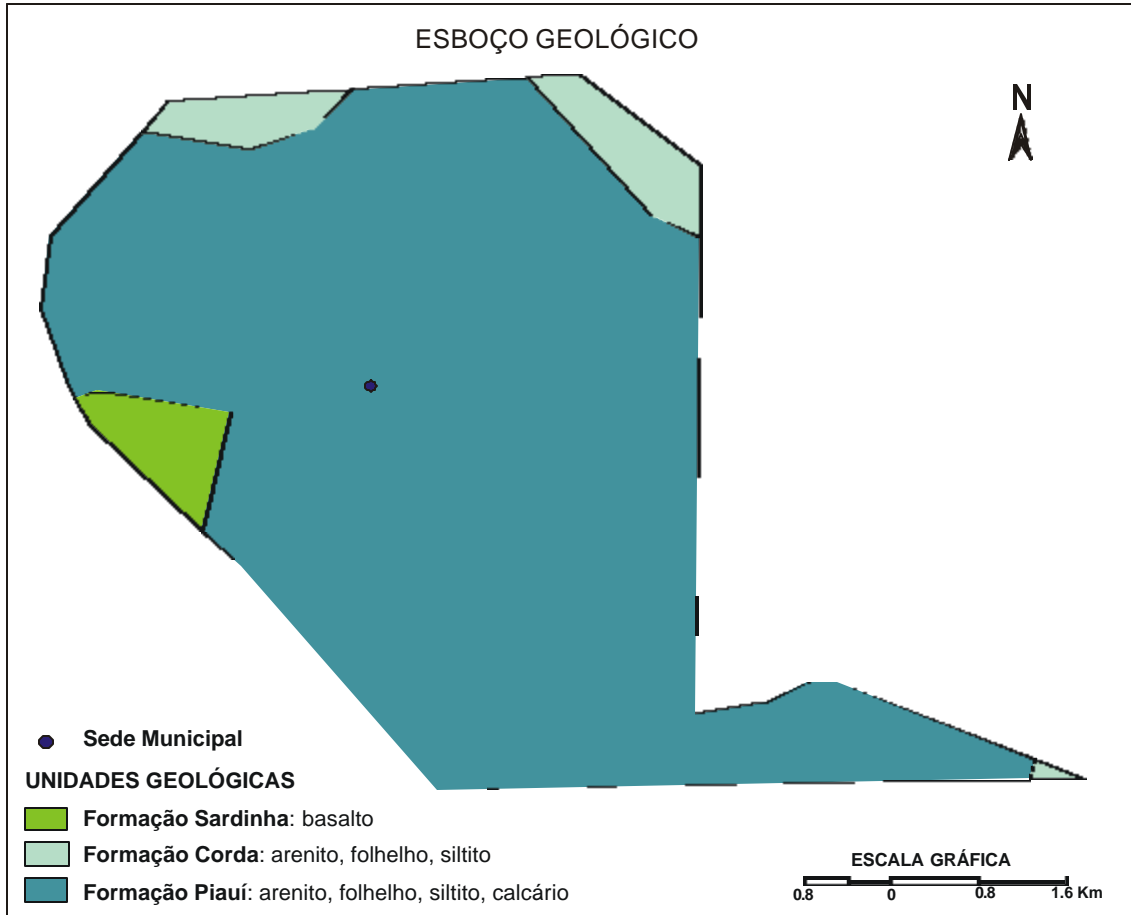 ESBOÇO GEOLÓGICO
N
Sede Municipal
UNIDADES GEOLÓGICAS
Formação Sardinha: basalto
Formação Corda: arenito, folhelho, siltito
Formação Piauí: arenito, folhelho, siltito, calcário
ESCALA GRÁFICA
0.8 0 0.8 1.6 Km